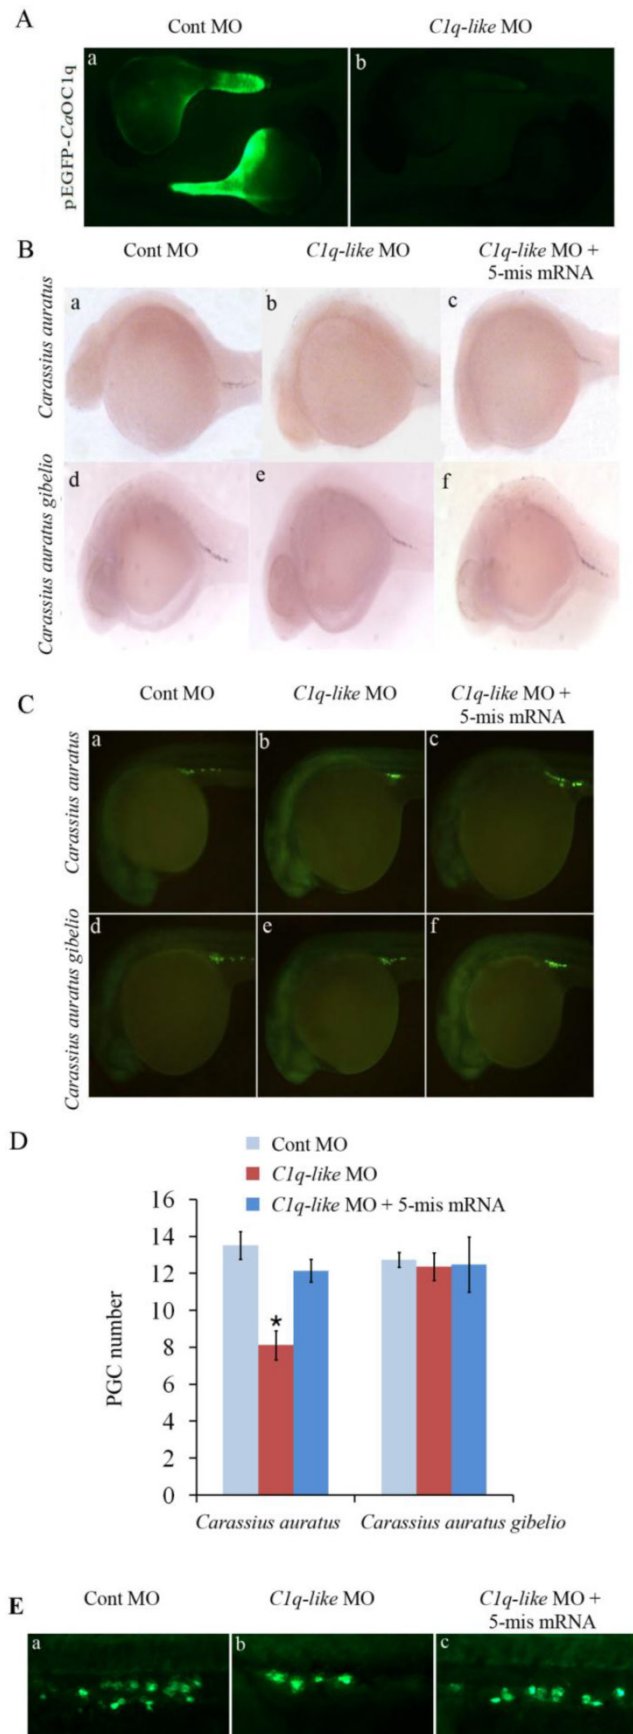 A
Cont MO C1q-like MO
pEGFP-CaOC1q
a b
B
Cont MO C1q-like MO C1q-like MO +
5-mis mRNA
Carassius auratus
a b c
Carassius auratus gibelio
d e f
C
Cont MO C1q-like MO C1q-like MO +
5-mis mRNA
Carassius auratus
a b c
Carassius auratus gibelio
d e f
D
Cont MO
C1q-like MO
C1q-like MO + 5-mis mRNA
PGC number
16
14
12
10
8
6
4
2
0
*
Carassius auratus Carassius auratus gibelio
E
Cont MO C1q-like MO C1q-like MO +
5-mis mRNA
a b c